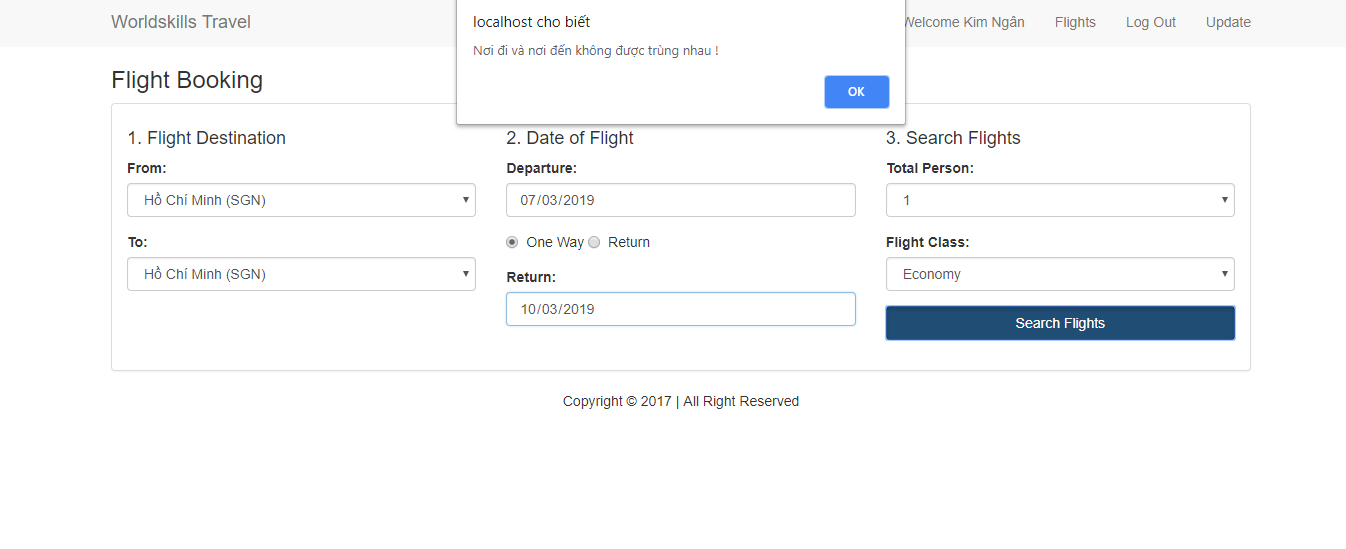 Worldskills Travel
Welcome Kim Ngân Flights Log Out Update
localhost cho biết
Nơi đi và nơi đến không được trùng nhau !
OK
Flight Booking
1. Flight Destination
From:
Hồ Chí Minh (SGN)
To:
Hồ Chí Minh (SGN)
2. Date of Flight
Departure:
07/03/2019
One Way Return
Return:
10/03/2019
3. Search Flights
Total Person:
1
Flight Class:
Economy
Search Flights
Copyright © 2017 | All Right Reserved